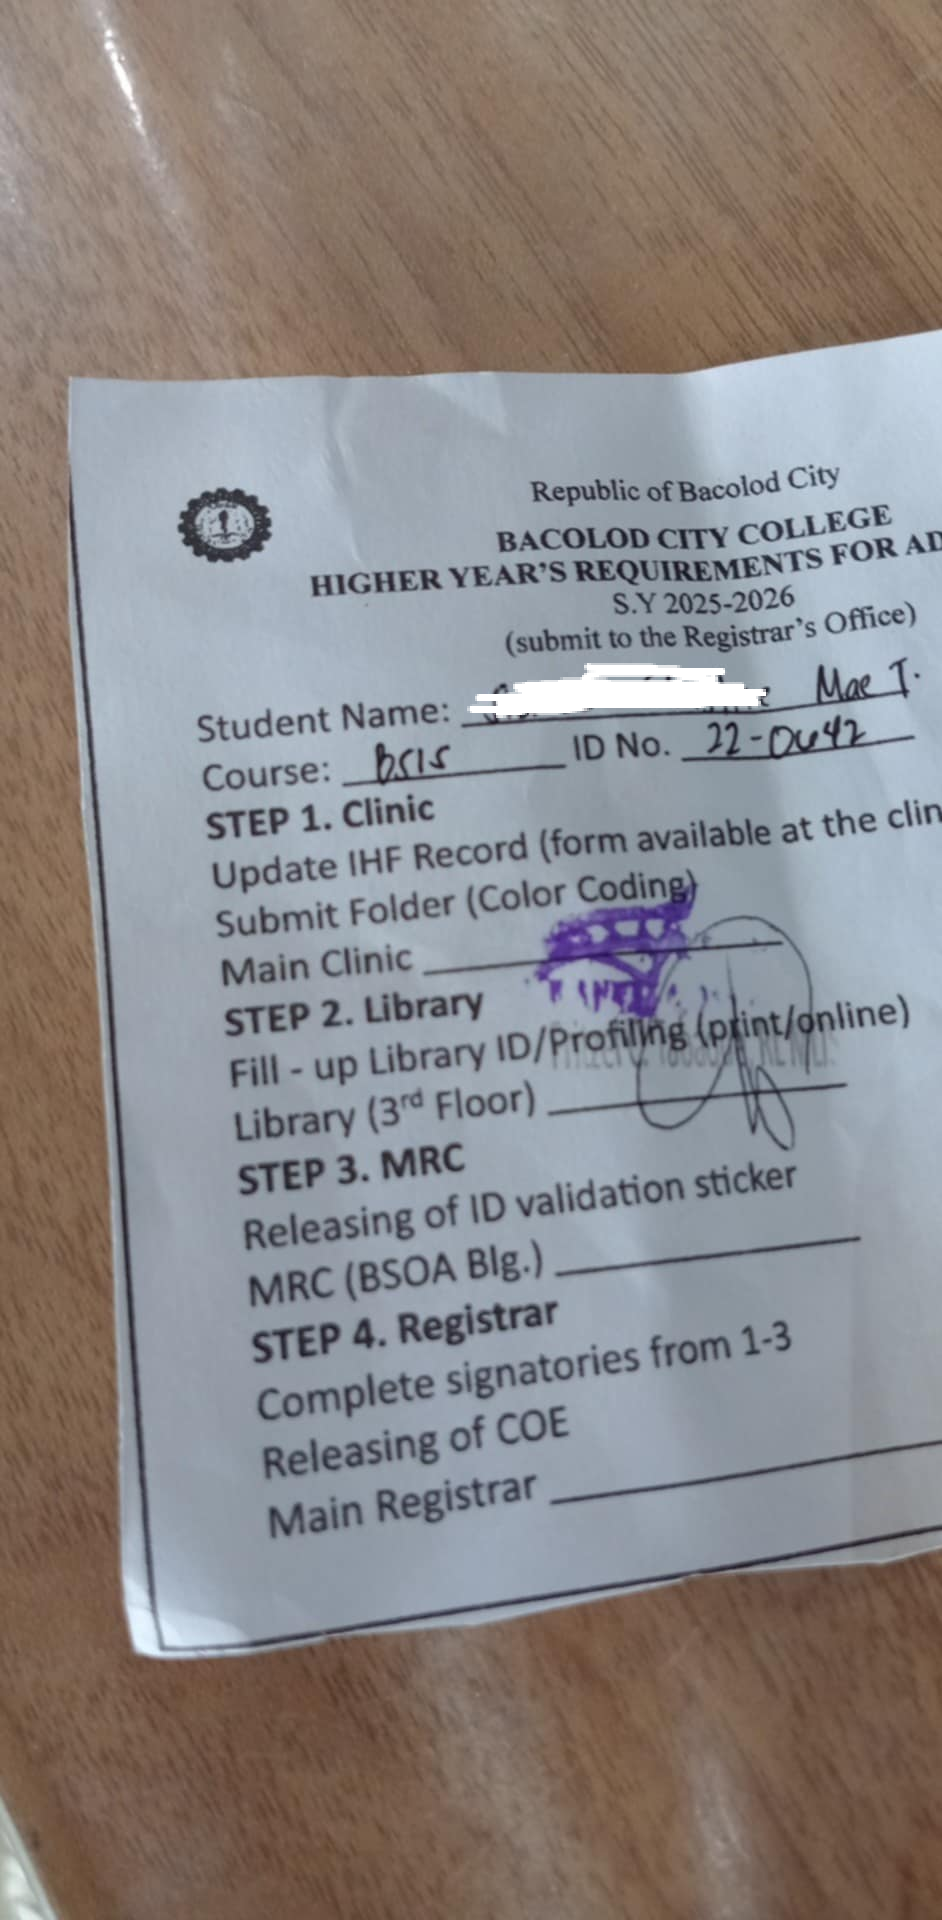 Republic of Bacolod City
BACOLOD CITY COLLEGE
HIGHER YEAR'S REQUIREMENTS FOR AD
S.Y 2025-2026
(submit to the Registrar's Office)
Student Name: Mae T.
Course: BSIS ID No. 22-0642
STEP 1. Clinic
Update IHF Record (form available at the clin
Submit Folder (Color Coding)
Main Clinic
STEP 2. Library
Fill - up Library ID/Profiling (print/online)
Library (3rd Floor)
STEP 3. MRC
Releasing of ID validation sticker
MRC (BSOA Blg.)
STEP 4. Registrar
Complete signatories from 1-3
Releasing of COE
Main Registrar